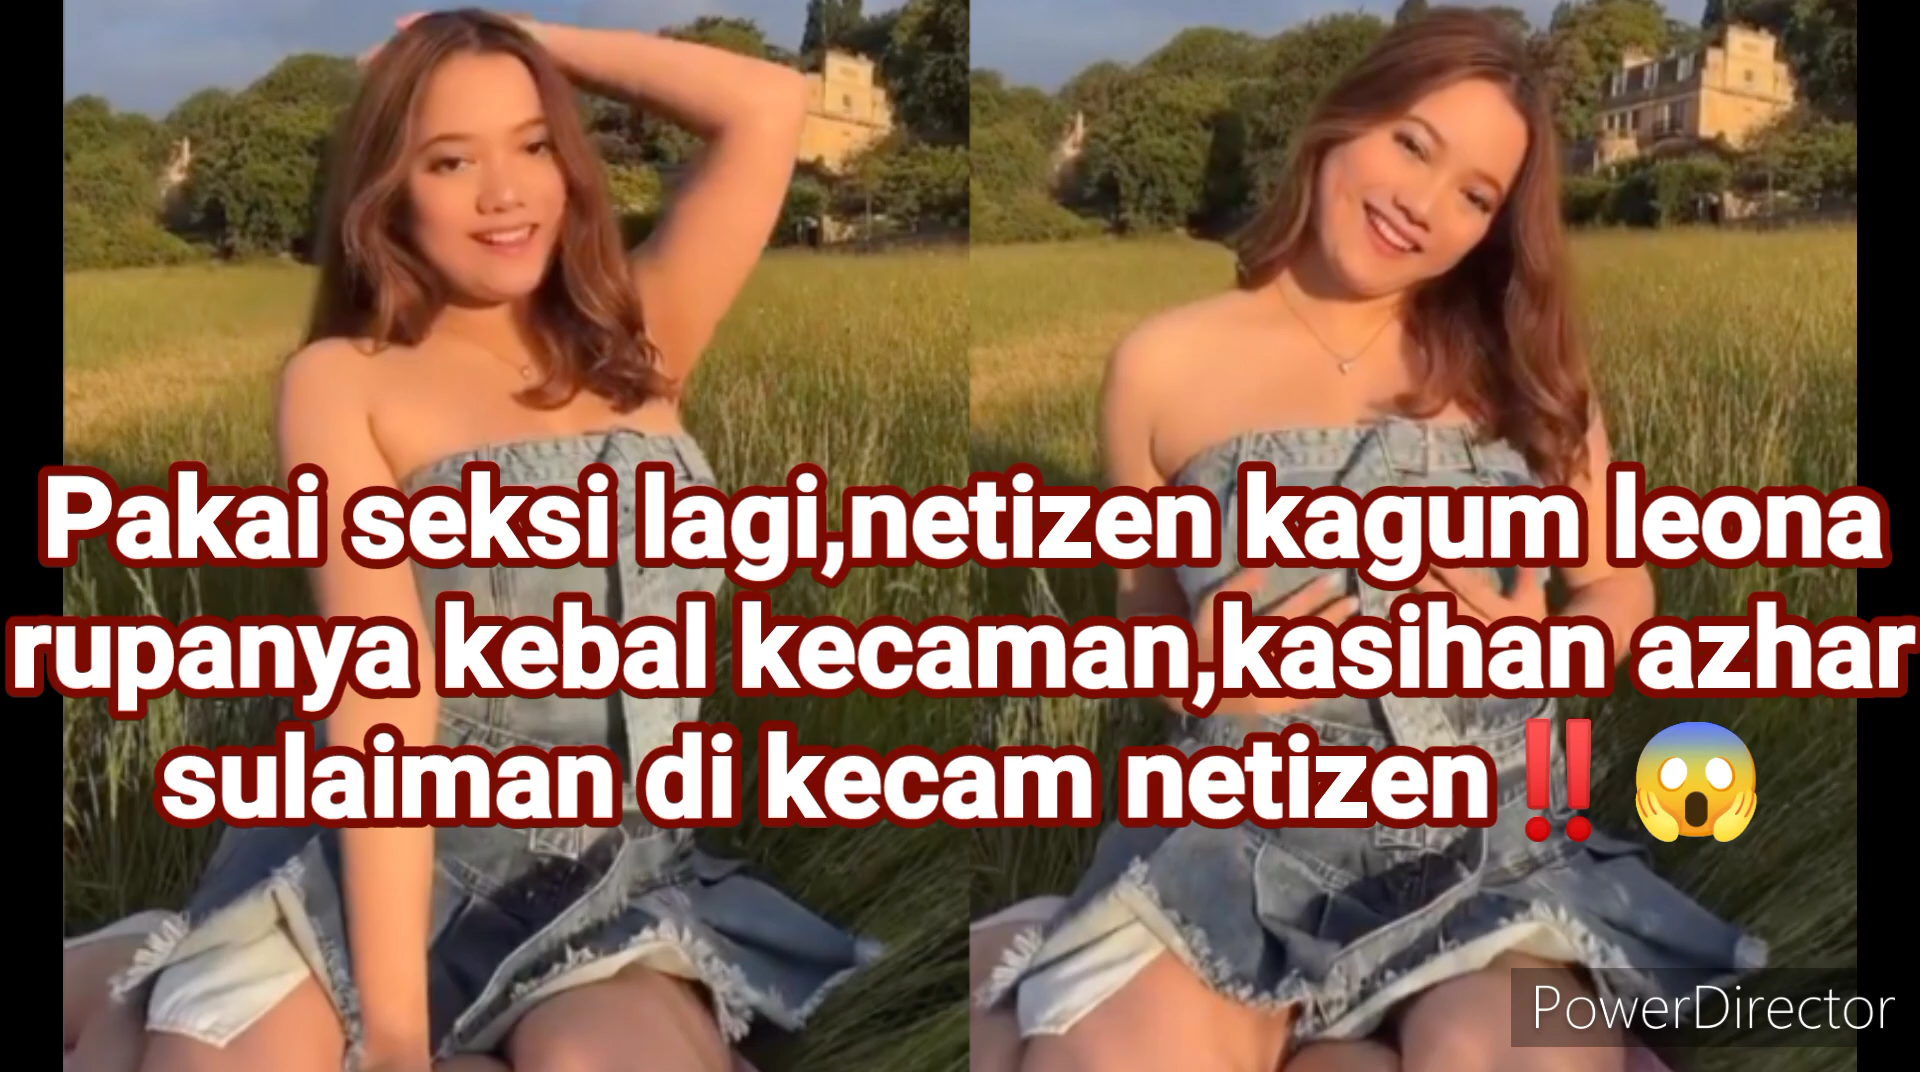 Pakai seksi lagi,netizen kagum leona
rupanya kebal kecaman,kasihan azhar
sulaiman di kecam netizen‼️😱
PowerDirector